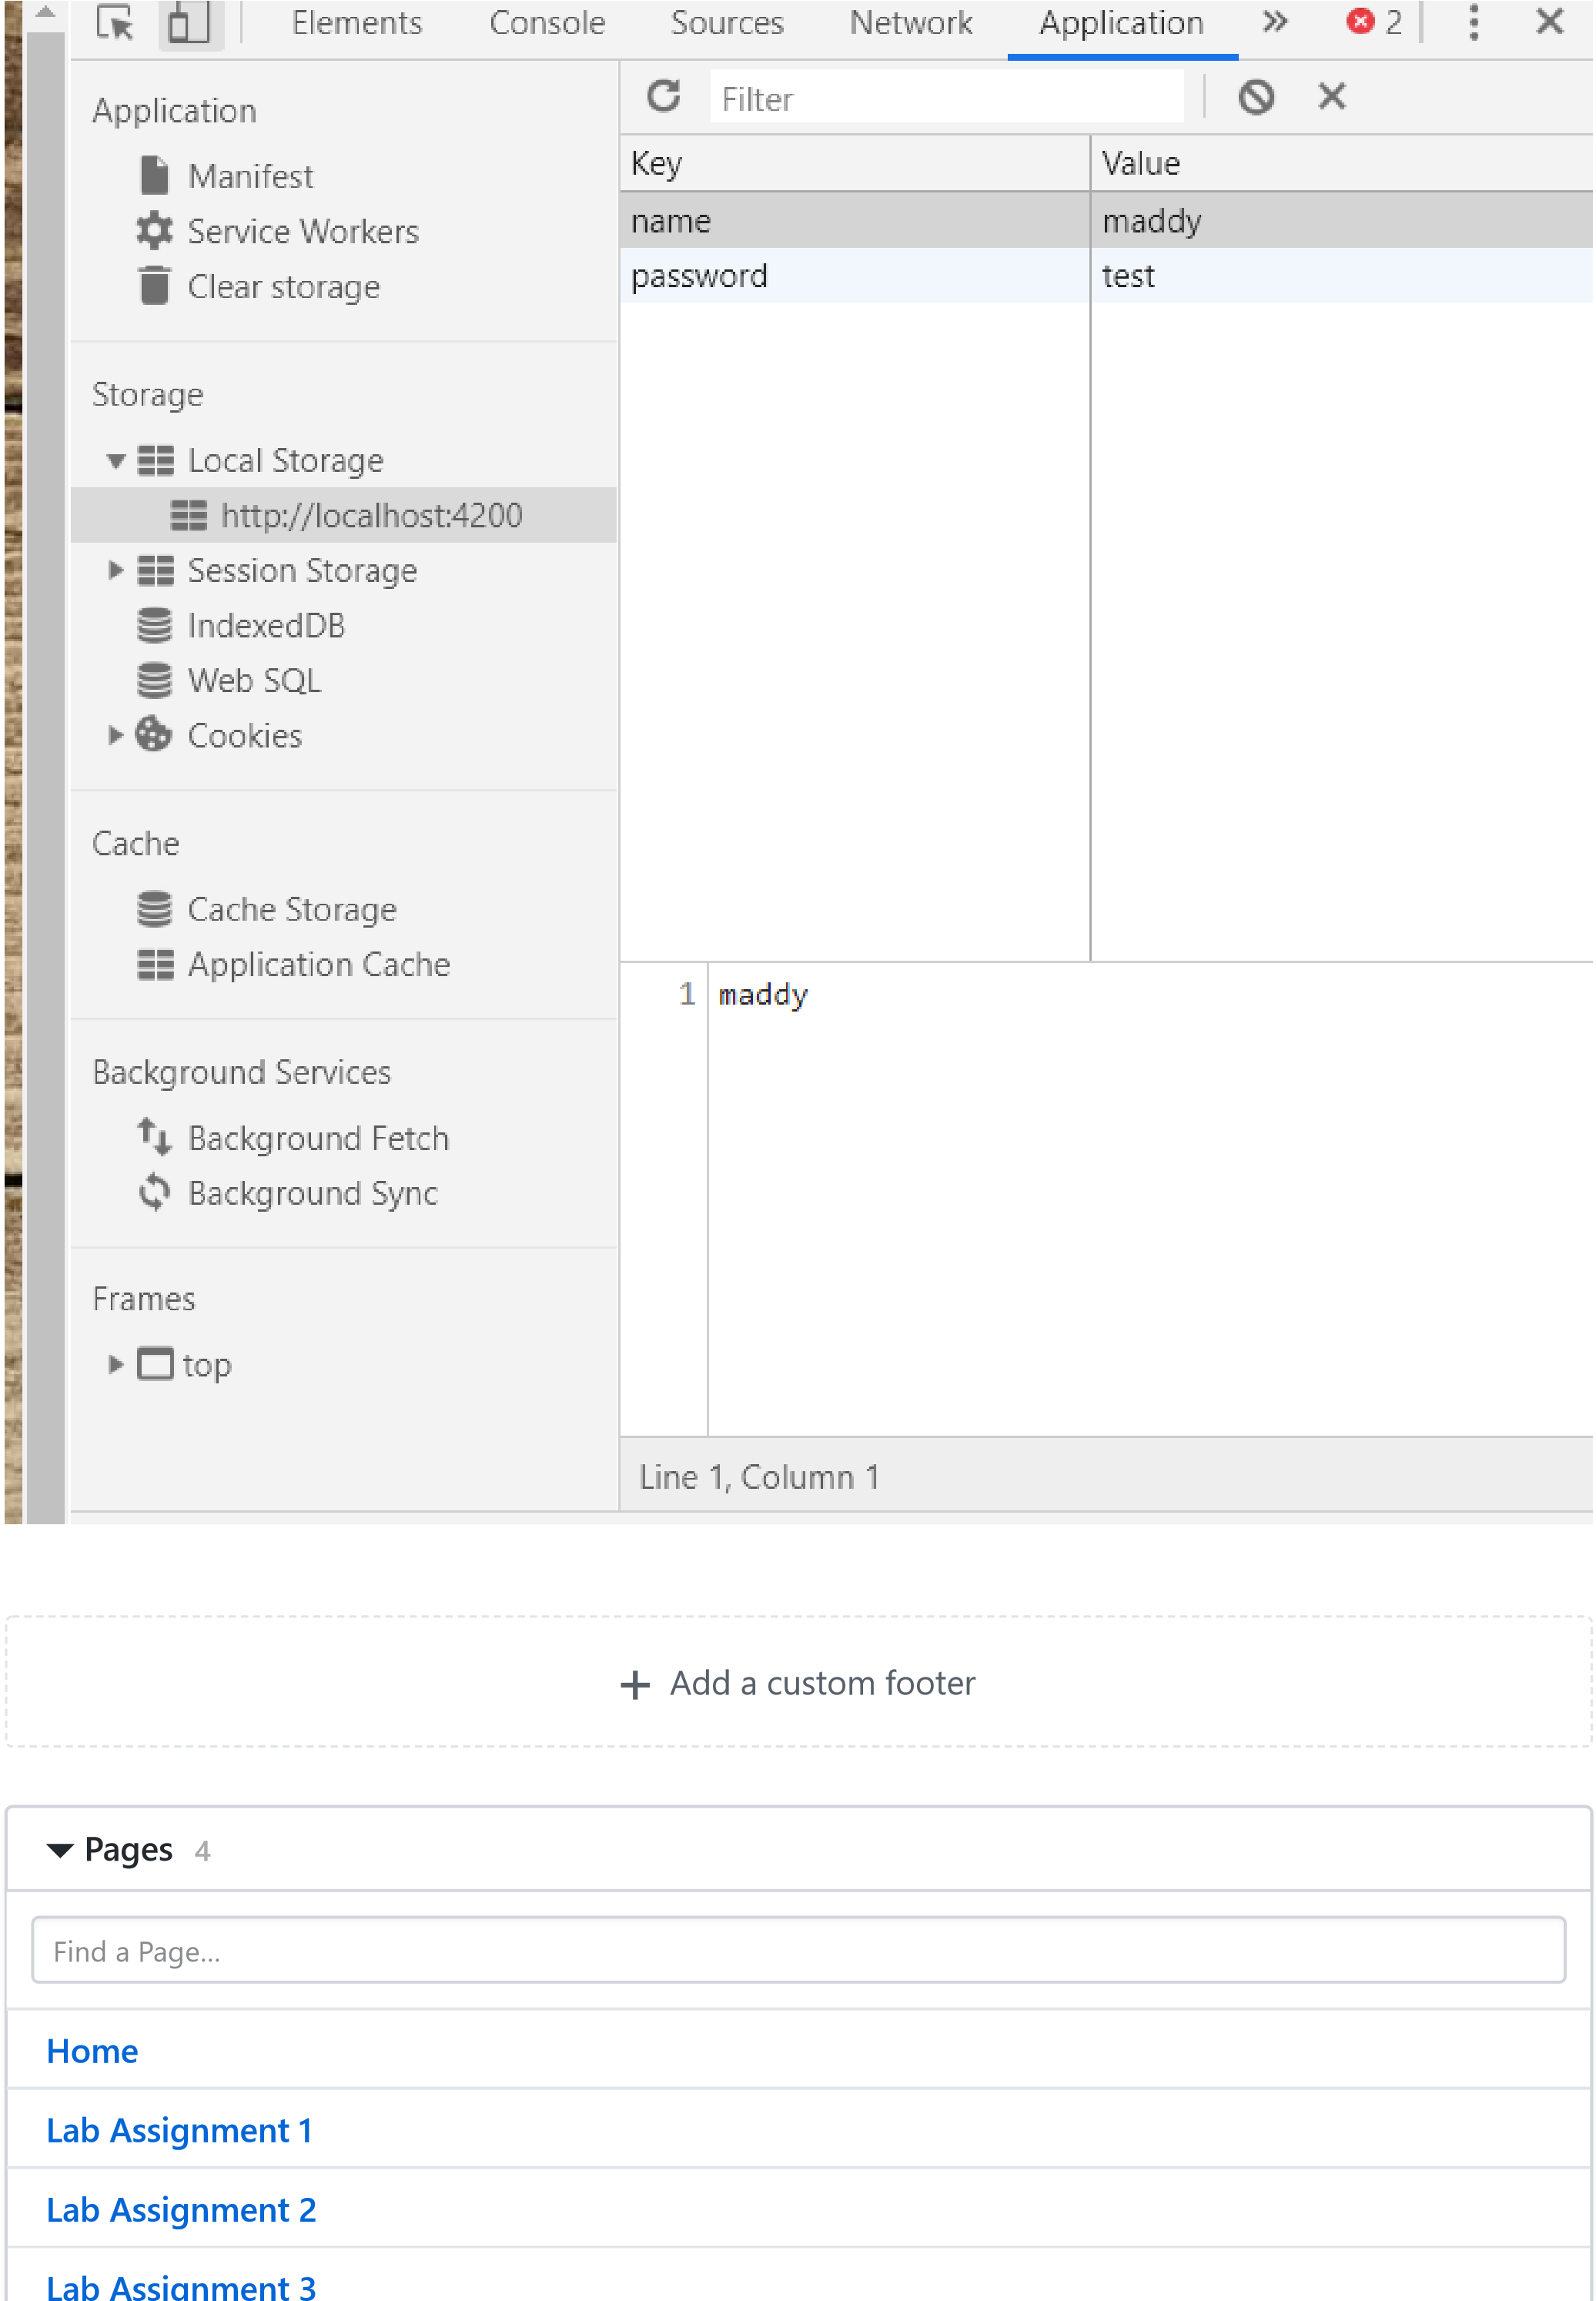 Elements Console Sources Network Application » 2
Application
Manifest
Service Workers
Clear storage
Storage
Local Storage
http://localhost:4200
Session Storage
IndexedDB
Web SQL
Cookies
Cache
Cache Storage
Application Cache
Background Services
Background Fetch
Background Sync
Frames
top
Filter
Key Value
name maddy
password test
1 maddy
Line 1, Column 1
Add a custom footer
Pages 4
Find a Page...
Home
Lab Assignment 1
Lab Assignment 2
Lab Assignment 3